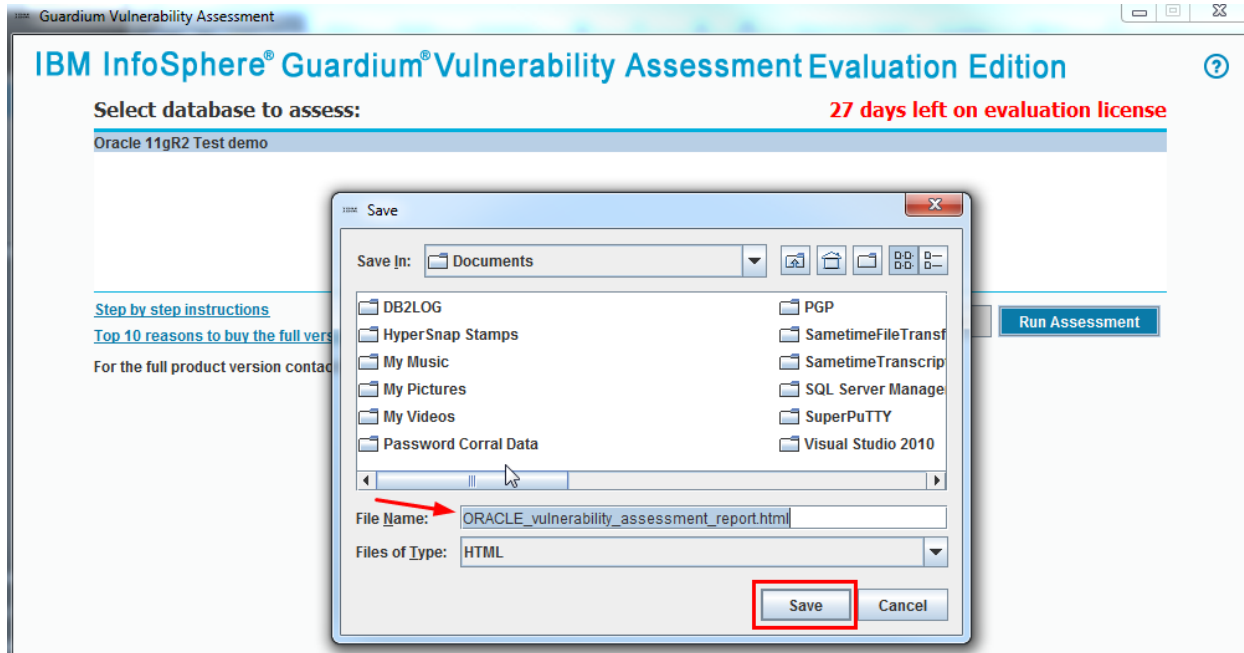 IBM Guardium Vulnerability Assessment
IBM InfoSphere® Guardium® Vulnerability Assessment Evaluation Edition ?
Select database to assess: 27 days left on evaluation license
Oracle 11gR2 Test demo
IBM Save
Save In: Documents
DB2LOG PGP
HyperSnap Stamps SametimeFileTransf
My Music SametimeTranscrip
My Pictures SQL Server Manage
My Videos SuperPuTTY
Password Corral Data Visual Studio 2010
Step by step instructions
Run Assessment
Top 10 reasons to buy the full vers
For the full product version contac
File Name: ORACLE_vulnerability_assessment_report.html
Files of Type: HTML
Save Cancel